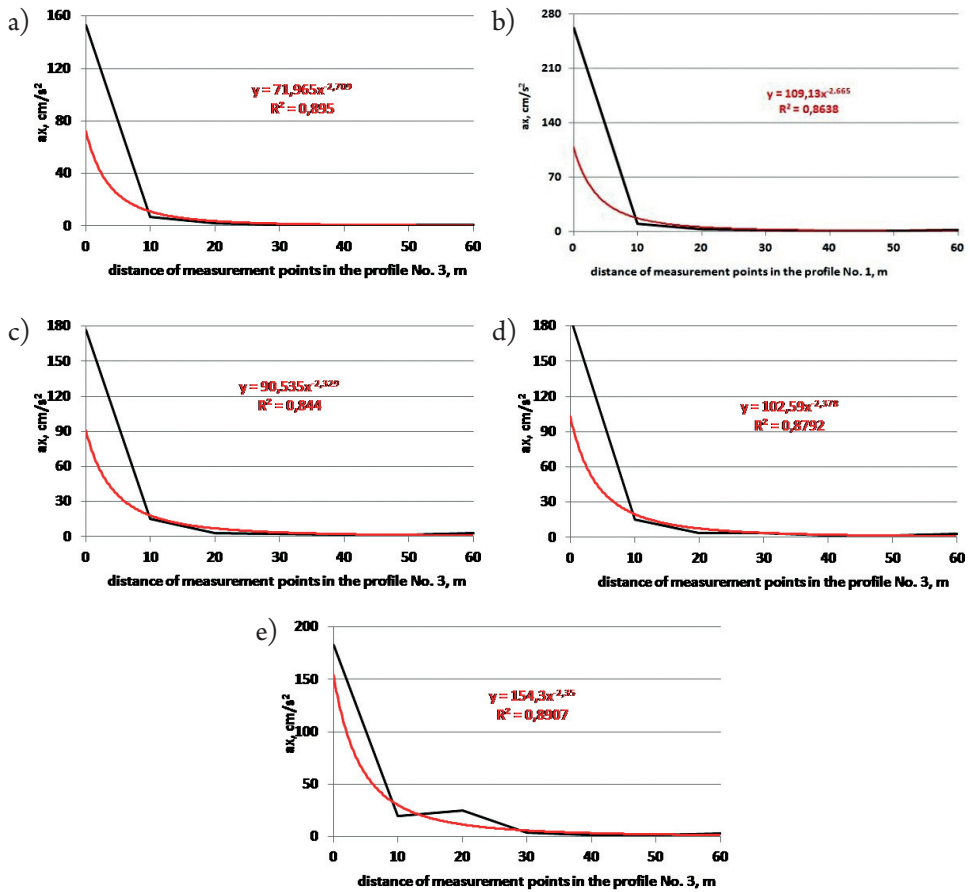 a)
160
120
80
40
0
ax, cm/s²
y = 71,965x^-2,709
R² = 0,895
0 10 20 30 40 50 60
distance of measurement points in the profile No. 3, m
b)
280
210
140
70
0
ax, cm/s²
y = 109,13x^-2,665
R² = 0,8638
0 10 20 30 40 50 60
distance of measurement points in the profile No. 1, m
c)
180
150
120
90
60
30
0
ax, cm/s²
y = 90,535x^-2,329
R² = 0,844
0 10 20 30 40 50 60
distance of measurement points in the profile No. 3, m
d)
180
150
120
90
60
30
0
ax, cm/s²
y = 102,59x^-2,378
R² = 0,8792
0 10 20 30 40 50 60
distance of measurement points in the profile No. 3, m
e)
200
150
100
50
0
ax, cm/s²
y = 154,3x^-2,35
R² = 0,8907
0 10 20 30 40 50 60
distance of measurement points in the profile No. 3, m